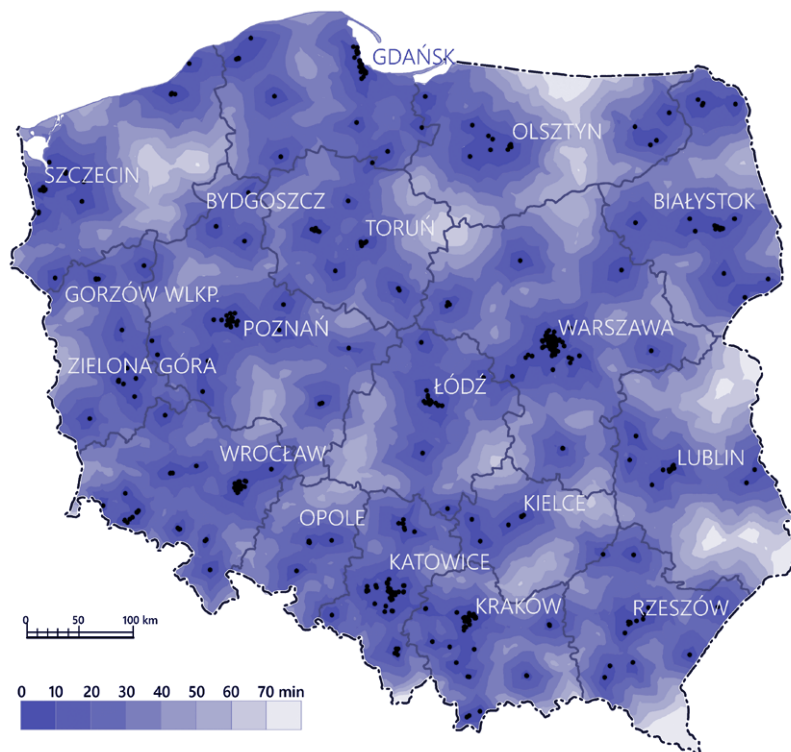 GDAŃSK
OLSZTYN
SZCZECIN
BYDGOSZCZ
BIAŁYSTOK
TORUŃ
GORZÓW WLKP.
POZNAŃ
WARSZAWA
ZIELONA GÓRA
ŁÓDŹ
WROCŁAW
LUBLIN
OPOLE
KIELCE
KATOWICE
KRAKÓW
RZESZÓW
0 50 100 km
0 10 20 30 40 50 60 70 min